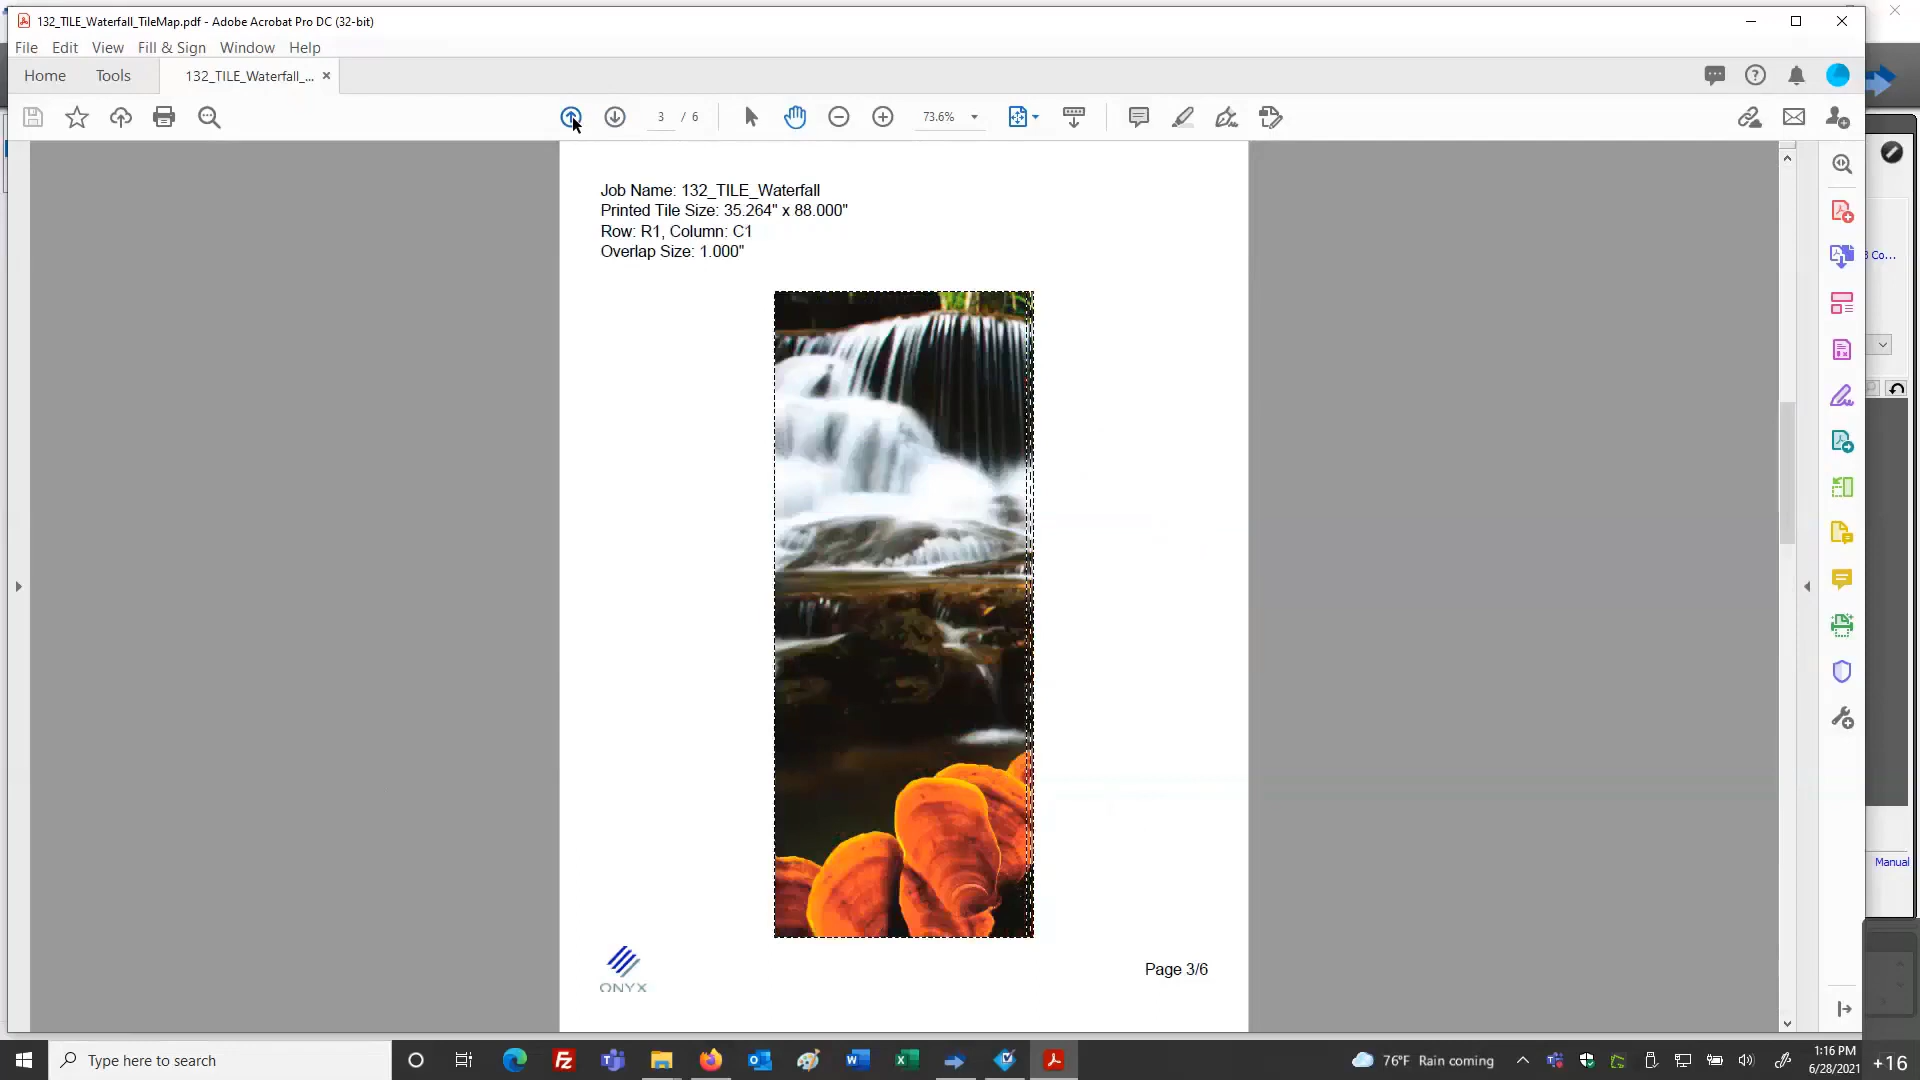 132_TILE_Waterfall_TileMap.pdf - Adobe Acrobat Pro DC (32-bit)
File Edit View Fill & Sign Window Help
Home Tools 132_TILE_Waterfall_...
3 / 6 73.6%
Job Name: 132_TILE_Waterfall
Printed Tile Size: 35.264" x 88.000"
Row: R1, Column: C1
Overlap Size: 1.000"
Co...
Manual
ONYX
Page 3/6
Type here to search
76°F Rain coming
1:16 PM
6/28/2021
+16